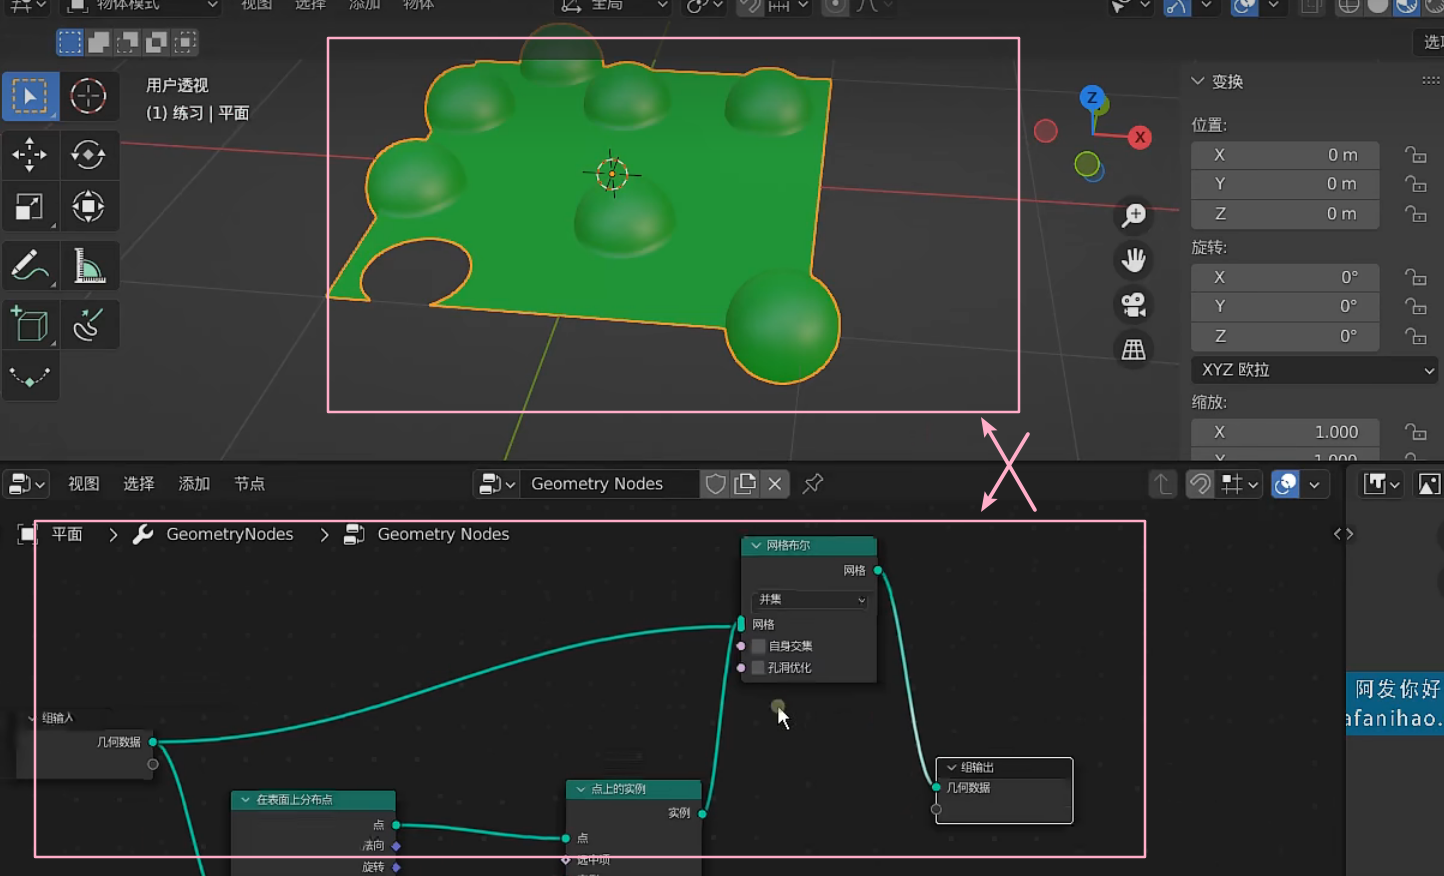 物体模式
视图
选择
添加
物体
全局
选项
用户透视
(1) 练习 | 平面
Z
X
变换
位置:
X 0 m
Y 0 m
Z 0 m
旋转:
X 0°
Y 0°
Z 0°
XYZ 欧拉
缩放:
X 1.000
Y 1.000
视图
选择
添加
节点
Geometry Nodes
平面
GeometryNodes
Geometry Nodes
网格布尔
网格
并集
网格
自身交集
孔洞优化
组输入
几何数据
在表面上分布点
点
法向
旋转
点上的实例
实例
点
选中项
组输出
几何数据
阿发你好
afanihao.